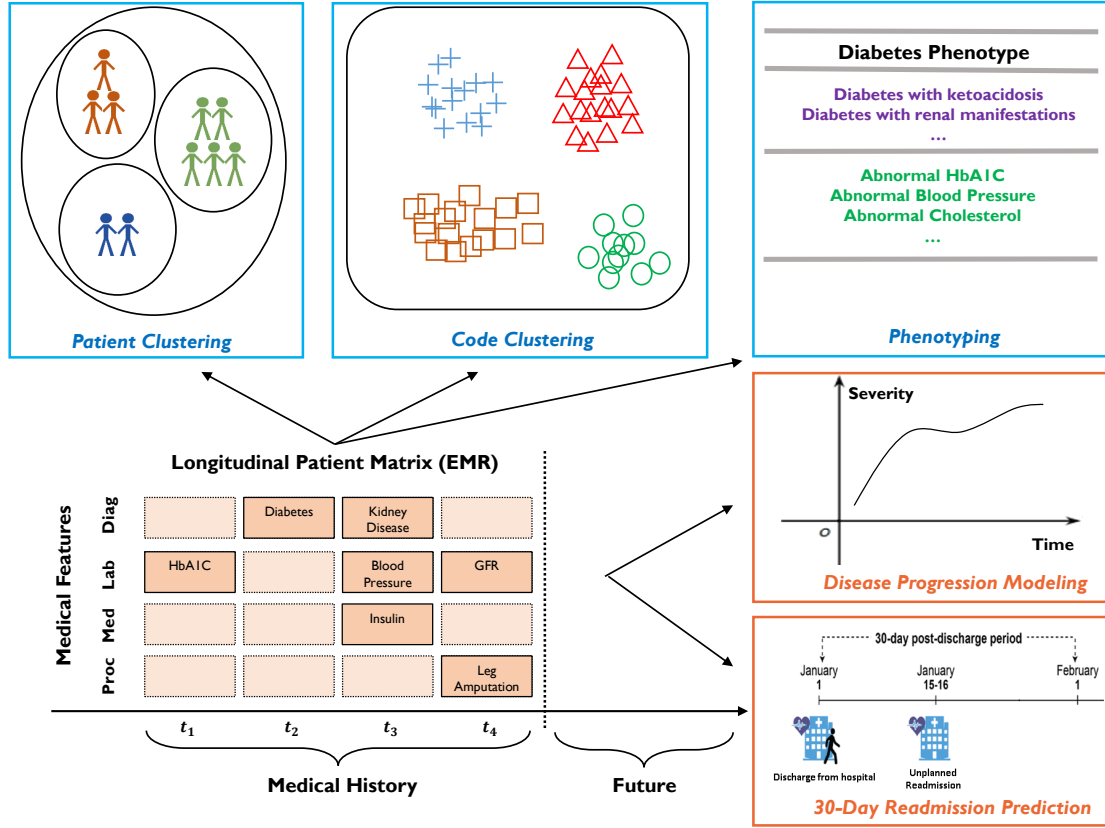 Patient Clustering
Code Clustering
Diabetes Phenotype
Diabetes with ketoacidosis
Diabetes with renal manifestations
...
Abnormal HbA1C
Abnormal Blood Pressure
Abnormal Cholesterol
...
Phenotyping
Longitudinal Patient Matrix (EMR)
Medical Features
Diag
Diabetes
Kidney
Disease
Lab
HbA1C
Blood
Pressure
GFR
Med
Insulin
Proc
Leg
Amputation
t1
t2
t3
t4
Medical History
Future
Severity
O
Time
Disease Progression Modeling
30-day post-discharge period
January
1
January
15-16
February
1
Discharge from hospital
Unplanned
Readmission
30-Day Readmission Prediction